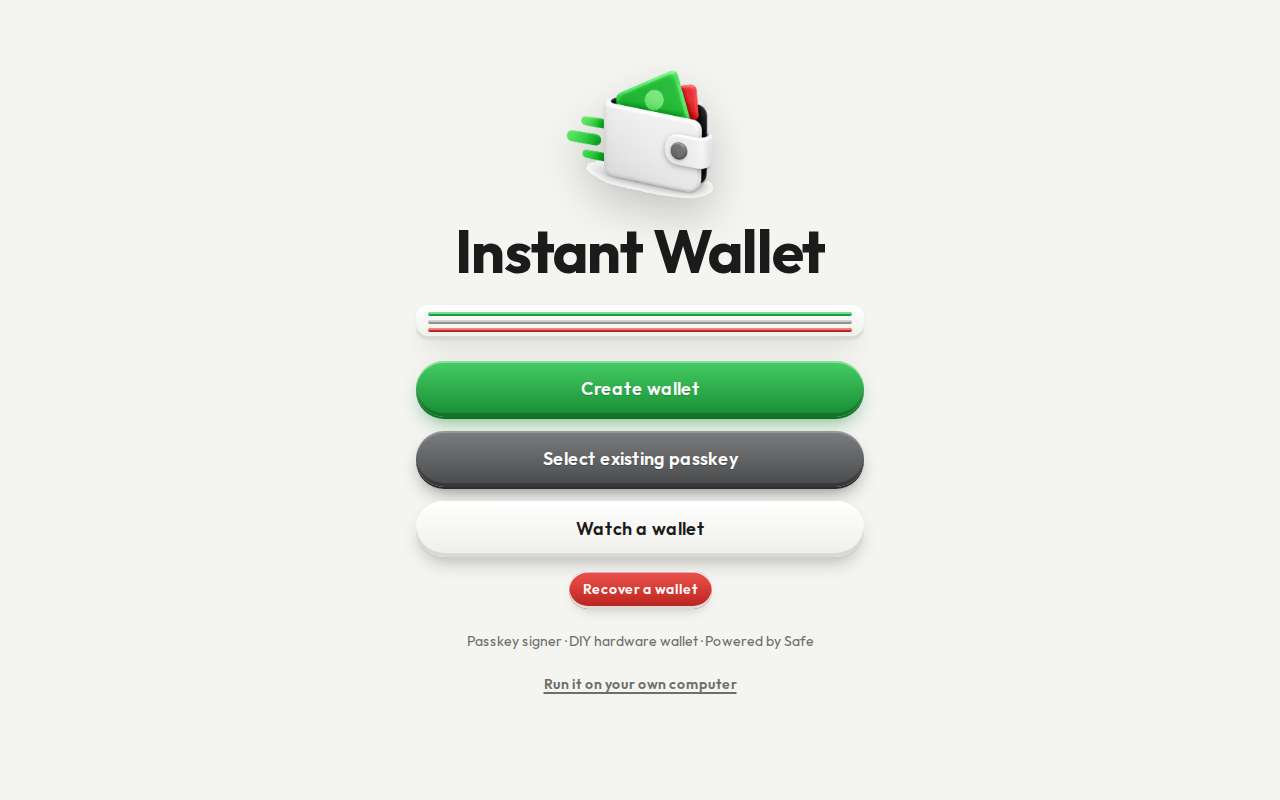 Instant Wallet
Create wallet
Select existing passkey
Watch a wallet
Recover a wallet
Passkey signer · DIY hardware wallet · Powered by Safe
Run it on your own computer